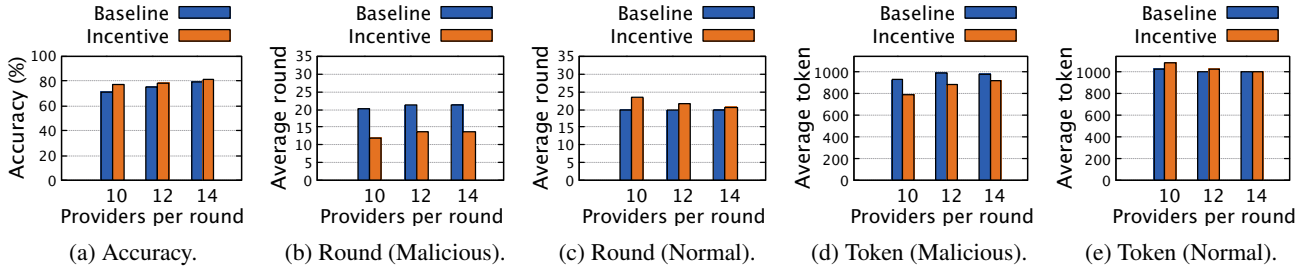 Baseline
Incentive
Accuracy (%)
100
80
60
40
20
0
10 12 14
Providers per round
(a) Accuracy.
Baseline
Incentive
Average round
35
30
25
20
15
10
5
0
10 12 14
Providers per round
(b) Round (Malicious).
Baseline
Incentive
Average round
35
30
25
20
15
10
5
0
10 12 14
Providers per round
(c) Round (Normal).
Baseline
Incentive
Average token
1000
800
600
400
200
0
10 12 14
Providers per round
(d) Token (Malicious).
Baseline
Incentive
Average token
1000
800
600
400
200
0
10 12 14
Providers per round
(e) Token (Normal).